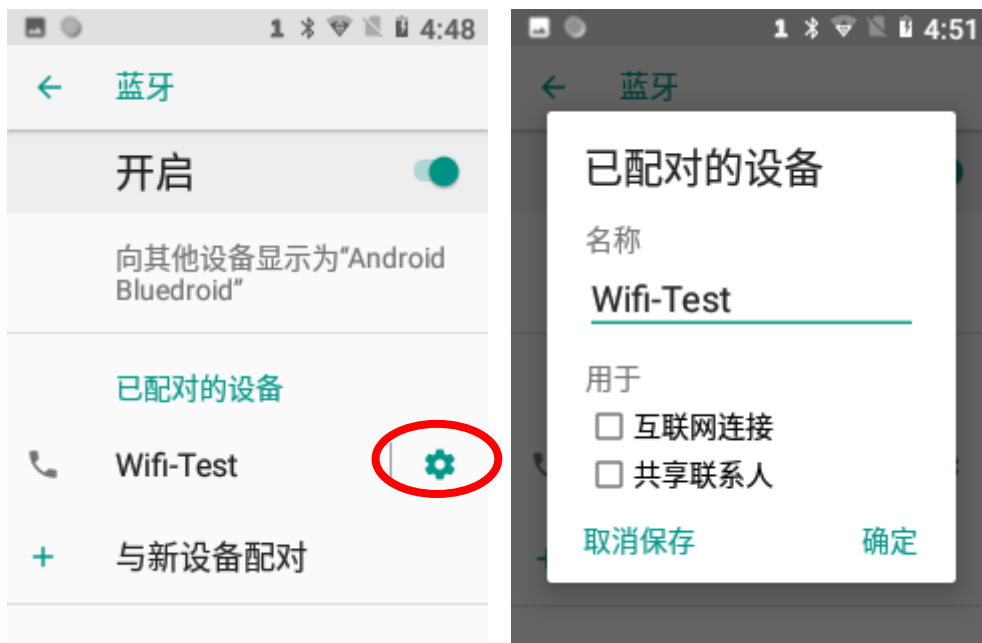 1 4:48
蓝牙
开启
向其他设备显示为“Android
Bluedroid”
已配对的设备
Wifi-Test
与新设备配对
1 4:51
蓝牙
已配对的设备
名称
Wifi-Test
用于
互联网连接
共享联系人
取消保存 确定